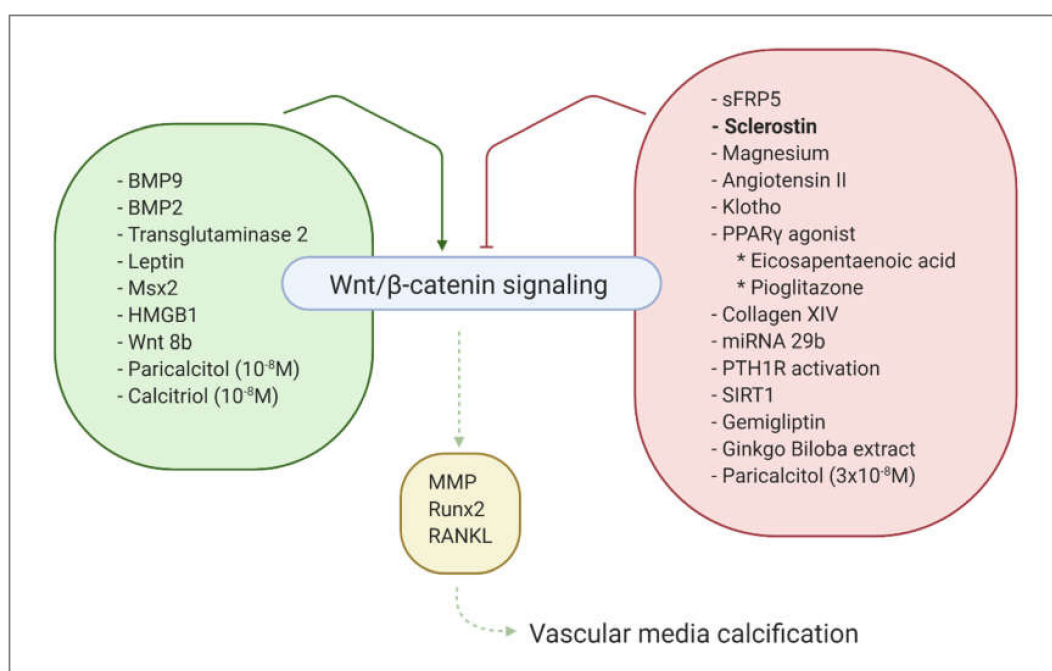 - BMP9
- BMP2
- Transglutaminase 2
- Leptin
- Msx2
- HMGB1
- Wnt 8b
- Paricalcitol (10⁻⁸M)
- Calcitriol (10⁻⁸M)
Wnt/β-catenin signaling
- sFRP5
- Sclerostin
- Magnesium
- Angiotensin II
- Klotho
- PPARγ agonist
* Eicosapentaenoic acid
* Pioglitazone
- Collagen XIV
- miRNA 29b
- PTH1R activation
- SIRT1
- Gemigliptin
- Ginkgo Biloba extract
- Paricalcitol (3x10⁻⁸M)
MMP
Runx2
RANKL
Vascular media calcification